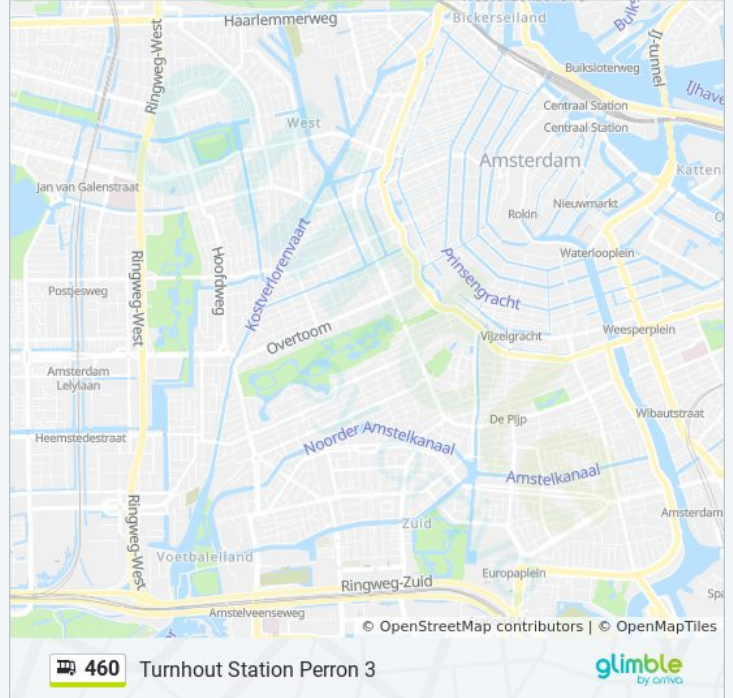 Haarlemmerweg
Bickerseiland
Buiks
IJ-tunnel
Ringweg-West
Buiksloterweg
IJhave
Centraal Station
West
Centraal Station
Amsterdam
Katten
Jan van Galenstraat
Nieuwmarkt
Rokin
O
Waterlooplein
Kostverlorenvaart
Hoofdweg
Ringweg-West
Prinsengracht
Postjesweg
Overtoom
Vijzelgracht
Weesperplein
Amsterdam
Lelylaan
De Pijp
Wibautstraat
Heemstedestraat
Noorder Amstelkanaal
Amstelkanaal
Ringweg-West
Amsterdam
Zuid
Voetbaleiland
Europaplein
Ringweg-Zuid
Spa
Amstelveenseweg
er
© OpenStreetMap contributors | © OpenMapTiles
460 Turnhout Station Perron 3
glimble
by arriva